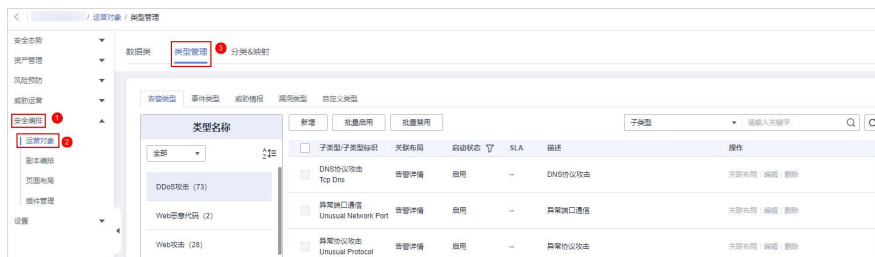 / 运营对象 / 类型管理
安全态势
资产管理
风险预防
威胁运营
安全编排 1
运营对象 2
剧本编排
页面布局
插件管理
设置
数据类 类型管理 3 分类&映射
告警类型 事件类型 威胁情报 漏洞类型 自定义类型
类型名称
全部
DDoS攻击 (73)
Web恶意代码 (2)
Web攻击 (28)
新增 批量启用 批量禁用 子类型 请输入关键字
子类型/子类型标识 关联布局 启动状态 SLA 描述 操作
DNS协议攻击
Tcp Dns 告警详情 启用 -- DNS协议攻击 关联布局 编辑 删除
异常端口通信
Unusual Network Port 告警详情 启用 -- 异常端口通信 关联布局 编辑 删除
异常协议攻击
Unusual Protocol 告警详情 启用 -- 异常协议攻击 关联布局 编辑 删除